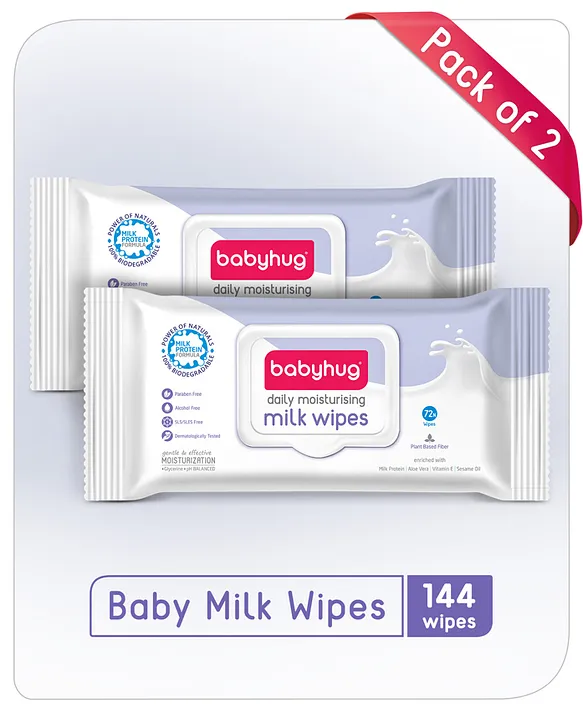 Pack of 2
POWER OF NATURALS
MILK
PROTEIN
FORMULA
100% BIODEGRADABLE
Paraben Free
babyhug
daily moisturising
POWER OF NATURALS
MILK
PROTEIN
FORMULA
100% BIODEGRADABLE
Paraben Free
Alcohol Free
SLS/SLES Free
Dermatologically Tested
gentle & effective
MOISTURIZATION
•Glycerine •pH BALANCED
babyhug
daily moisturising
milk wipes
72
Wipes
Plant Based Fiber
enriched with
Milk Protein | Aloe Vera | Vitamin E | Sesame Oil
Baby Milk Wipes
144
wipes